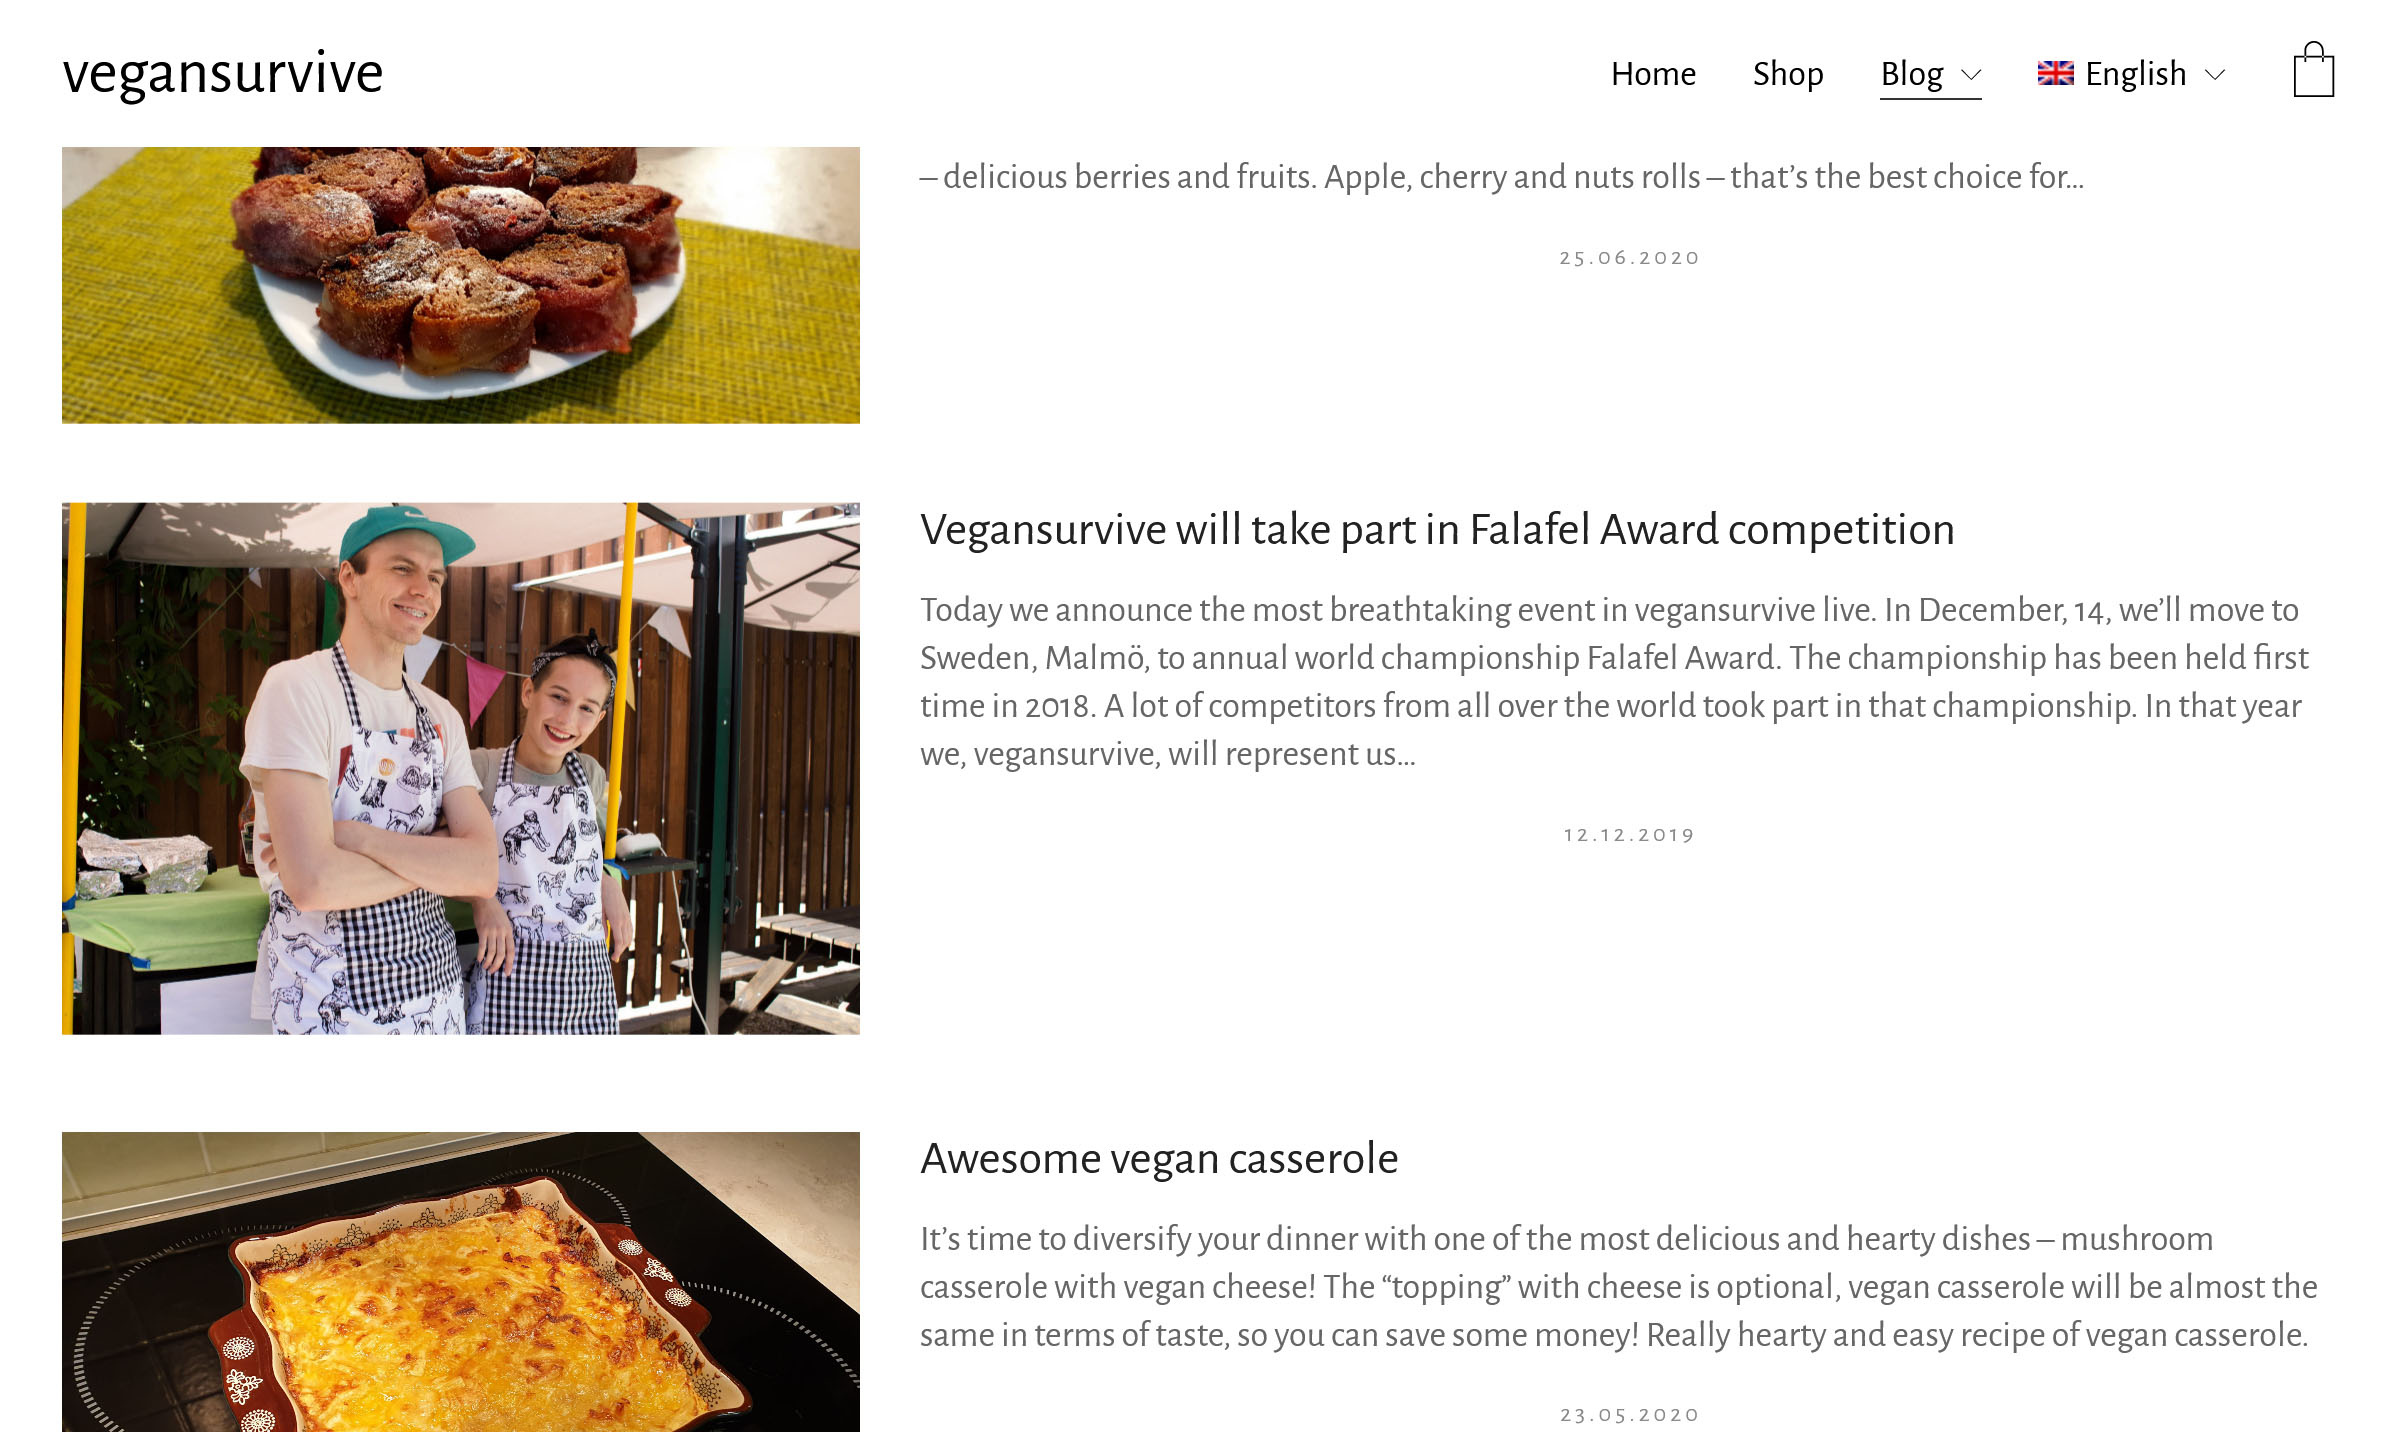 vegansurvive
Home
Shop
Blog
English
– delicious berries and fruits. Apple, cherry and nuts rolls – that’s the best choice for...
25.06.2020
Vegansurvive will take part in Falafel Award competition
Today we announce the most breathtaking event in vegansurvive live. In December, 14, we’ll move to
Sweden, Malmö, to annual world championship Falafel Award. The championship has been held first
time in 2018. A lot of competitors from all over the world took part in that championship. In that year
we, vegansurvive, will represent us...
12.12.2019
Awesome vegan casserole
It’s time to diversify your dinner with one of the most delicious and hearty dishes – mushroom
casserole with vegan cheese! The “topping” with cheese is optional, vegan casserole will be almost the
same in terms of taste, so you can save some money! Really hearty and easy recipe of vegan casserole.
23.05.2020